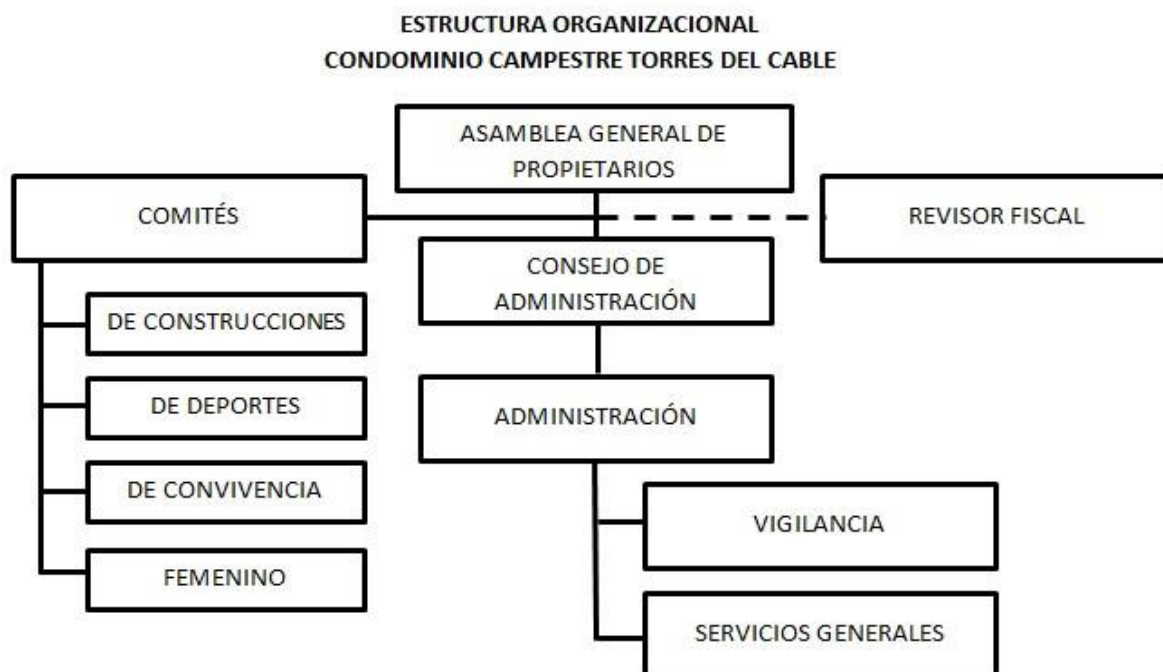 ESTRUCTURA ORGANIZACIONAL
CONDOMINIO CAMPESTRE TORRES DEL CABLE
ASAMBLEA GENERAL DE
PROPIETARIOS
COMITÉS
REVISOR FISCAL
CONSEJO DE
ADMINISTRACIÓN
DE CONSTRUCCIONES
DE DEPORTES
ADMINISTRACIÓN
DE CONVIVENCIA
VIGILANCIA
FEMENINO
SERVICIOS GENERALES